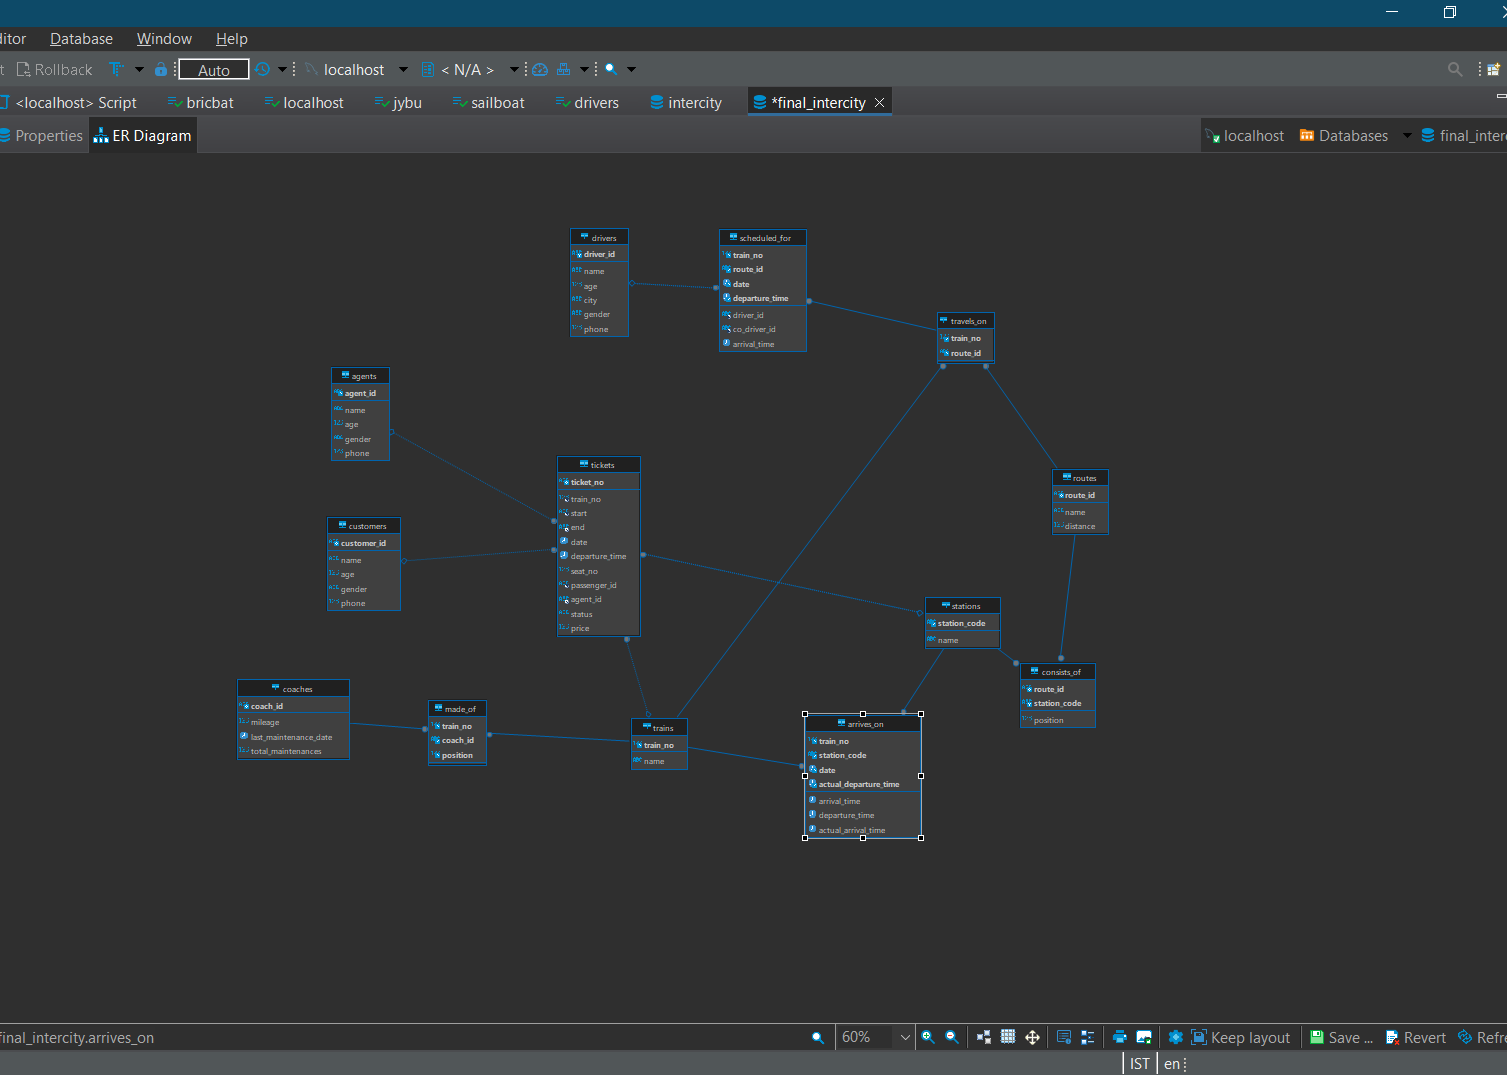 ditor Database Window Help
t Rollback T Auto localhost < N/A >
<localhost> Script bricbat localhost jybu sailboat drivers intercity *final_intercity
Properties ER Diagram localhost Databases final_inter
drivers
driver_id
name
age
city
gender
phone
scheduled_for
train_no
route_id
date
departure_time
driver_id
co_driver_id
arrival_time
travels_on
train_no
route_id
agents
agent_id
name
age
gender
phone
tickets
ticket_no
train_no
start
end
date
departure_time
seat_no
passenger_id
agent_id
status
price
routes
route_id
name
distance
customers
customer_id
name
age
gender
phone
stations
station_code
name
consists_of
route_id
station_code
position
coaches
coach_id
mileage
last_maintenance_date
total_maintenances
made_of
train_no
coach_id
position
trains
train_no
name
arrives_on
train_no
station_code
date
actual_departure_time
arrival_time
departure_time
actual_arrival_time
final_intercity.arrives_on 60% Keep layout Save ... Revert Refre
IST en